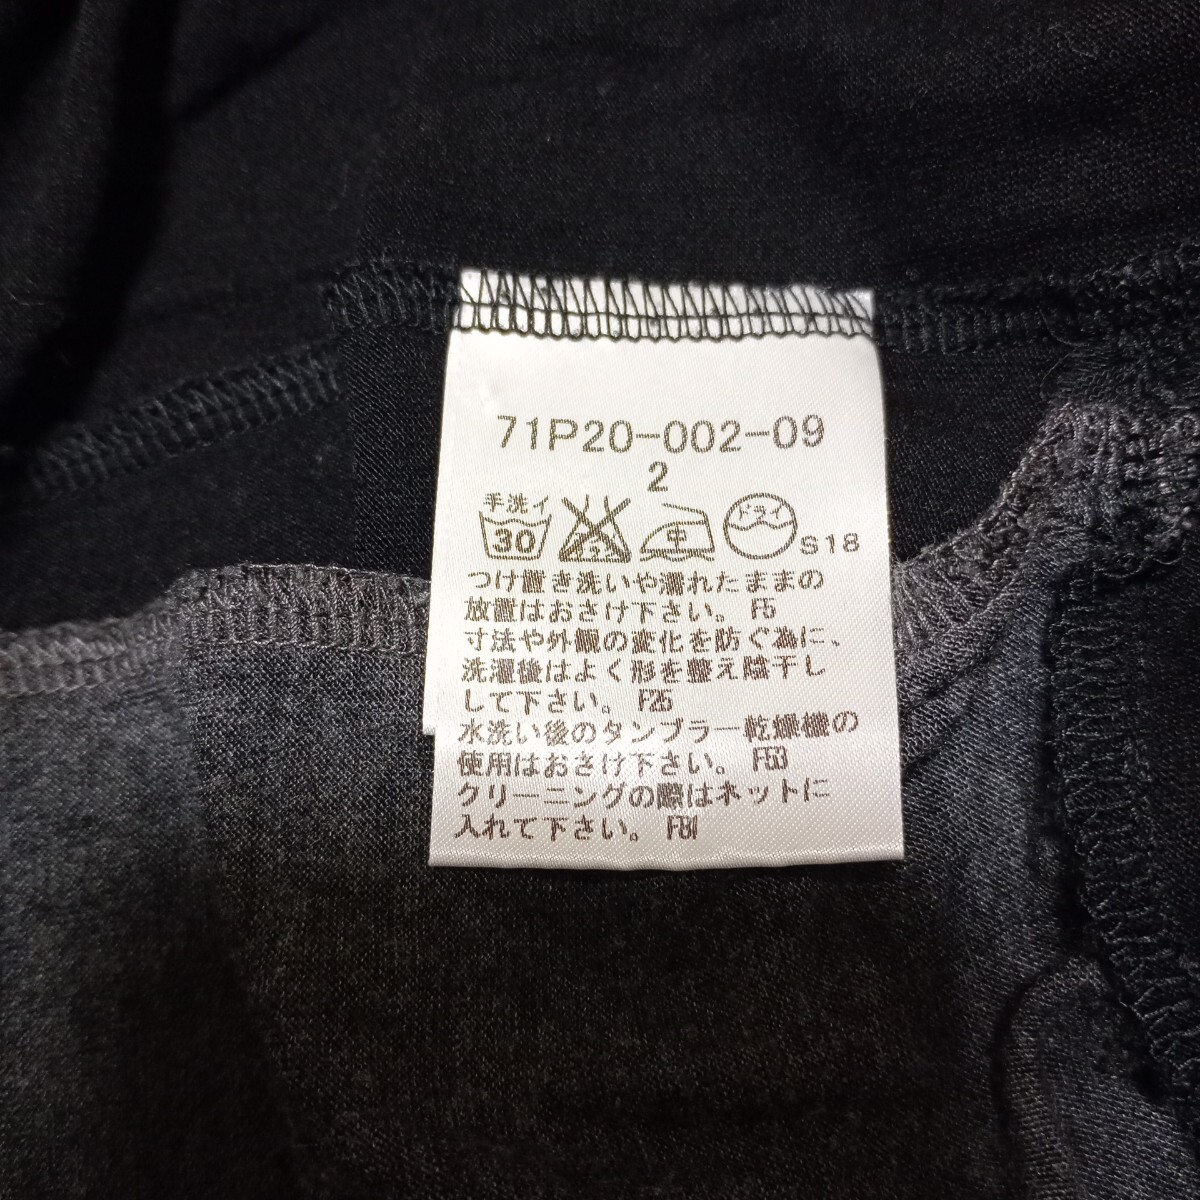 71P20-002-09
2
手洗イ
30
中
ドライ
S18
つけ置き洗いや濡れたままの
放置はおさけ下さい。 F5
寸法や外観の変化を防ぐ為に、
洗濯後はよく形を整え陰干し
して下さい。 F26
水洗い後のタンブラー乾燥機の
使用はおさけ下さい。 F53
クリーニングの際はネットに
入れて下さい。 F81